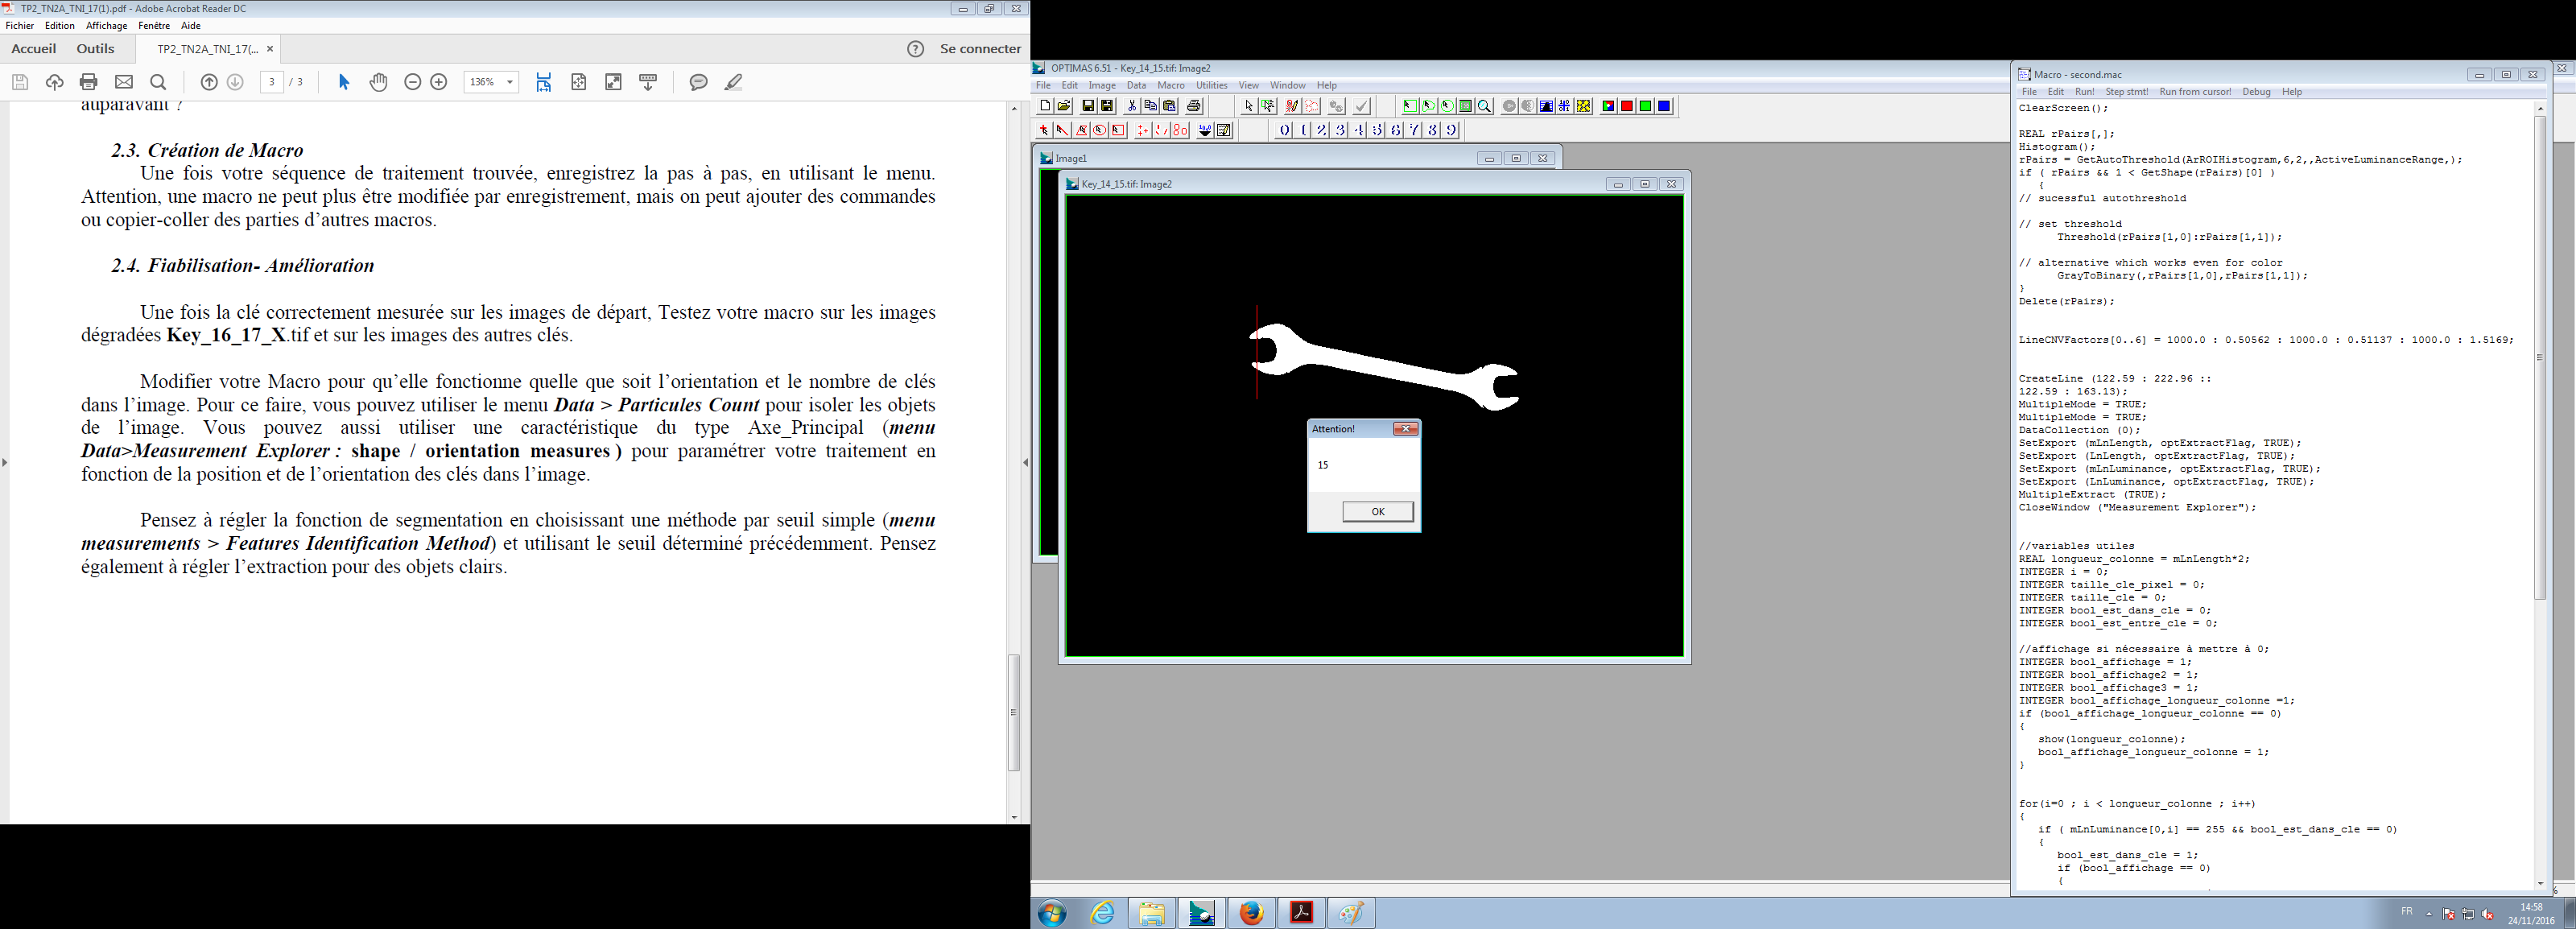 TP2_TN2A_TNI_17(1).pdf - Adobe Acrobat Reader DC
Fichier Edition Affichage Fenêtre Aide
Accueil Outils TP2_TN2A_TNI_17(... × Se connecter
3 / 3 136%
auparavant ?
2.3. Création de Macro
Une fois votre séquence de traitement trouvée, enregistrez la pas à pas, en utilisant le menu.
Attention, une macro ne peut plus être modifiée par enregistrement, mais on peut ajouter des commandes
ou copier-coller des parties d'autres macros.
2.4. Fiabilisation- Amélioration
Une fois la clé correctement mesurée sur les images de départ, Testez votre macro sur les images
dégradées Key_16_17_X.tif et sur les images des autres clés.
Modifier votre Macro pour qu'elle fonctionne quelle que soit l'orientation et le nombre de clés
dans l'image. Pour ce faire, vous pouvez utiliser le menu Data > Particules Count pour isoler les objets
de l'image. Vous pouvez aussi utiliser une caractéristique du type Axe_Principal (menu
Data>Measurement Explorer : shape / orientation measures ) pour paramétrer votre traitement en
fonction de la position et de l'orientation des clés dans l'image.
Pensez à régler la fonction de segmentation en choisissant une méthode par seuil simple (menu
measurements > Features Identification Method) et utilisant le seuil déterminé précédemment. Pensez
également à régler l'extraction pour des objets clairs.
OPTIMAS 6.51 - Key_14_15.tif: Image2
File Edit Image Data Macro Utilities View Window Help
0 1 2 3 4 5 6 7 8 9
Image1
Key_14_15.tif: Image2
Attention!
15
OK
Macro - second.mac
File Edit Run! Step stmt! Run from cursor! Debug Help
ClearScreen();
REAL rPairs[,];
Histogram();
rPairs = GetAutoThreshold(ArROIHistogram,6,2,,ActiveLuminanceRange,);
if ( rPairs && 1 < GetShape(rPairs)[0] )
{
// sucessful autothreshold
// set threshold
Threshold(rPairs[1,0]:rPairs[1,1]);
// alternative which works even for color
GrayToBinary(,rPairs[1,0],rPairs[1,1]);
}
Delete(rPairs);
LineCNVFactors[0..6] = 1000.0 : 0.50562 : 1000.0 : 0.51137 : 1000.0 : 1.5169;
CreateLine (122.59 : 222.96 ::
122.59 : 163.13);
MultipleMode = TRUE;
MultipleMode = TRUE;
DataCollection (0);
SetExport (mLnLength, optExtractFlag, TRUE);
SetExport (LnLength, optExtractFlag, TRUE);
SetExport (mLnLuminance, optExtractFlag, TRUE);
SetExport (LnLuminance, optExtractFlag, TRUE);
MultipleExtract (TRUE);
CloseWindow ("Measurement Explorer");
//variables utiles
REAL longueur_colonne = mLnLength*2;
INTEGER i = 0;
INTEGER taille_cle_pixel = 0;
INTEGER taille_cle = 0;
INTEGER bool_est_dans_cle = 0;
INTEGER bool_est_entre_cle = 0;
//affichage si nécessaire à mettre à 0;
INTEGER bool_affichage = 1;
INTEGER bool_affichage2 = 1;
INTEGER bool_affichage3 = 1;
INTEGER bool_affichage_longueur_colonne =1;
if (bool_affichage_longueur_colonne == 0)
{
show(longueur_colonne);
bool_affichage_longueur_colonne = 1;
}
for(i=0 ; i < longueur_colonne ; i++)
{
if ( mLnLuminance[0,i] == 255 && bool_est_dans_cle == 0)
{
bool_est_dans_cle = 1;
if (bool_affichage == 0)
{
FR 14:58
24/11/2016